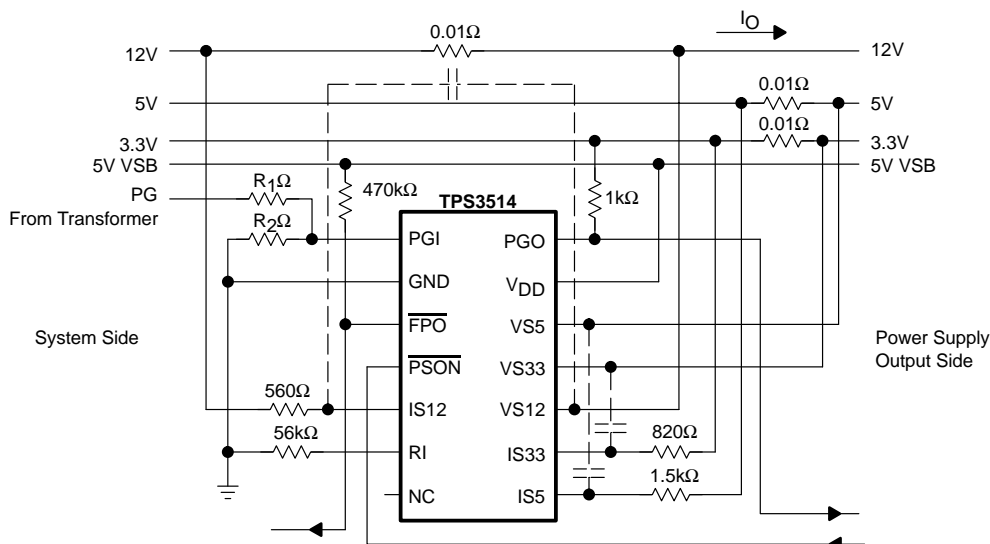 0.01Ω
I_O
12V
12V
0.01Ω
5V
5V
0.01Ω
3.3V
3.3V
5V VSB
5V VSB
PG
R₁Ω
470kΩ
TPS3514
1kΩ
From Transformer
R₂Ω
PGI
PGO
GND
V_DD
System Side
FPO
VS5
Power Supply
Output Side
PSON
VS33
560Ω
IS12
VS12
56kΩ
RI
IS33
820Ω
NC
IS5
1.5kΩ